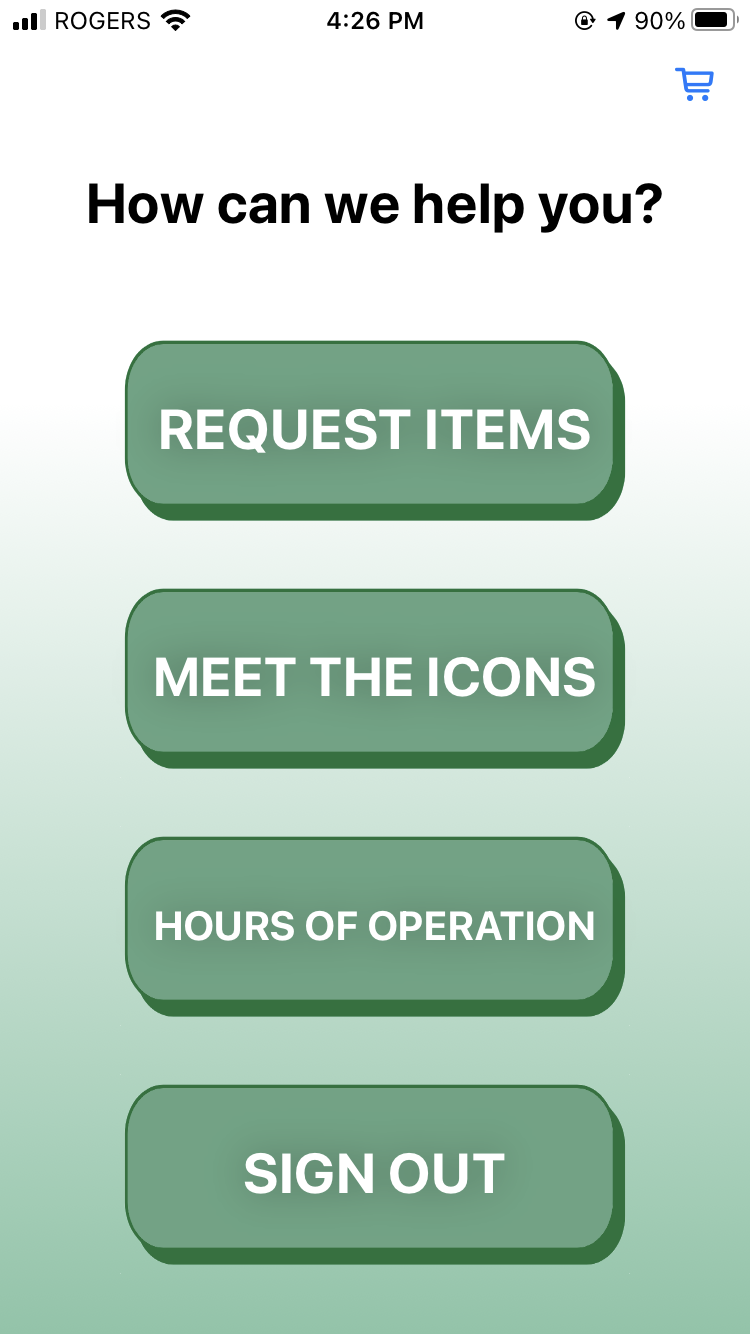 ROGERS 4:26 PM 90%
How can we help you?
REQUEST ITEMS
MEET THE ICONS
HOURS OF OPERATION
SIGN OUT